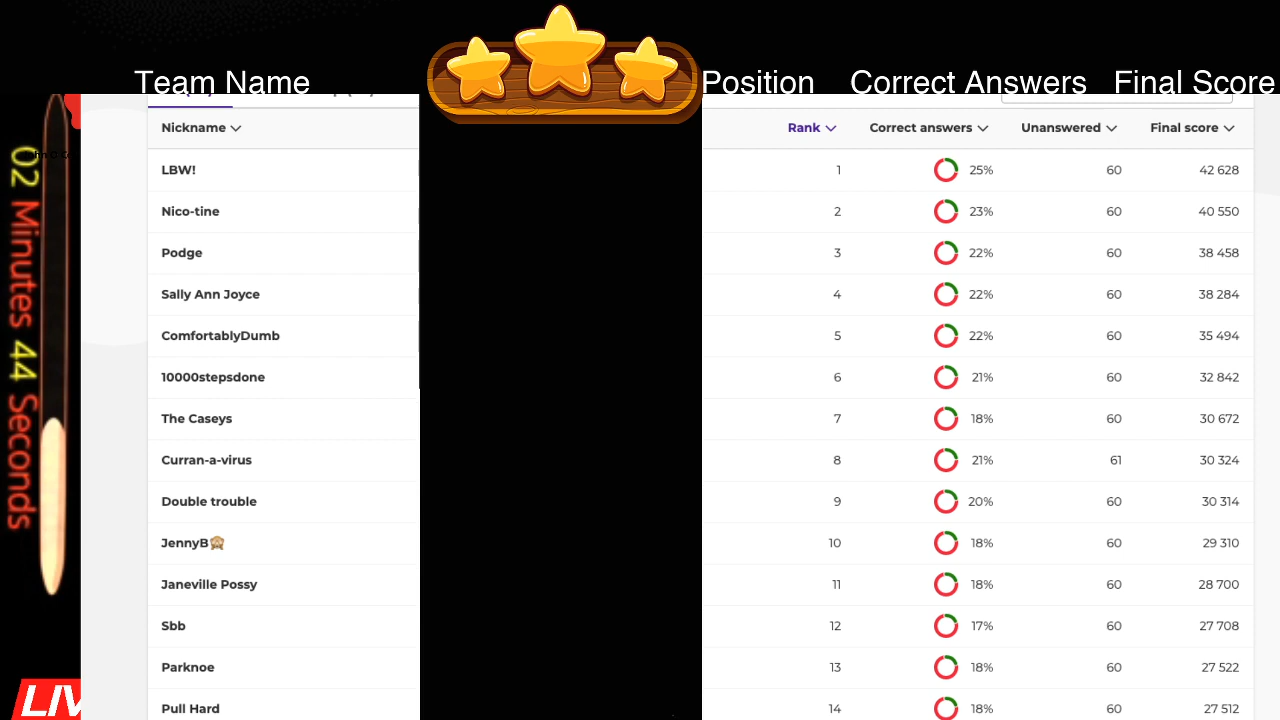 Team Name Position Correct Answers Final Score
Nickname Rank Correct answers Unanswered Final score
LBW! 1 25% 60 42 628
Nico-tine 2 23% 60 40 550
Podge 3 22% 60 38 458
Sally Ann Joyce 4 22% 60 38 284
ComfortablyDumb 5 22% 60 35 494
10000stepsdone 6 21% 60 32 842
The Caseys 7 18% 60 30 672
Curran-a-virus 8 21% 61 30 324
Double trouble 9 20% 60 30 314
JennyB🙈 10 18% 60 29 310
Janeville Possy 11 18% 60 28 700
Sbb 12 17% 60 27 708
Parknoe 13 18% 60 27 522
Pull Hard 14 18% 60 27 512
02 Minutes 44 Seconds
LIV